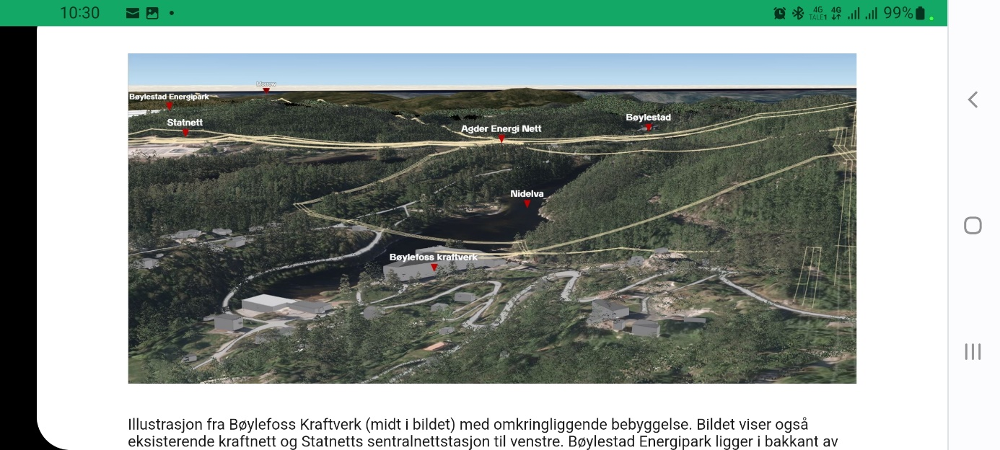 10:30
4G
TALE1
4G
99%
Morrow
Bøylestad Energipark
Statnett
Bøylestad
Agder Energi Nett
Nidelva
Bøylefoss kraftverk
Illustrasjon fra Bøylefoss Kraftverk (midt i bildet) med omkringliggende bebyggelse. Bildet viser også
eksisterende kraftnett og Statnetts sentralnettstasjon til venstre. Bøylestad Energipark ligger i bakkant av